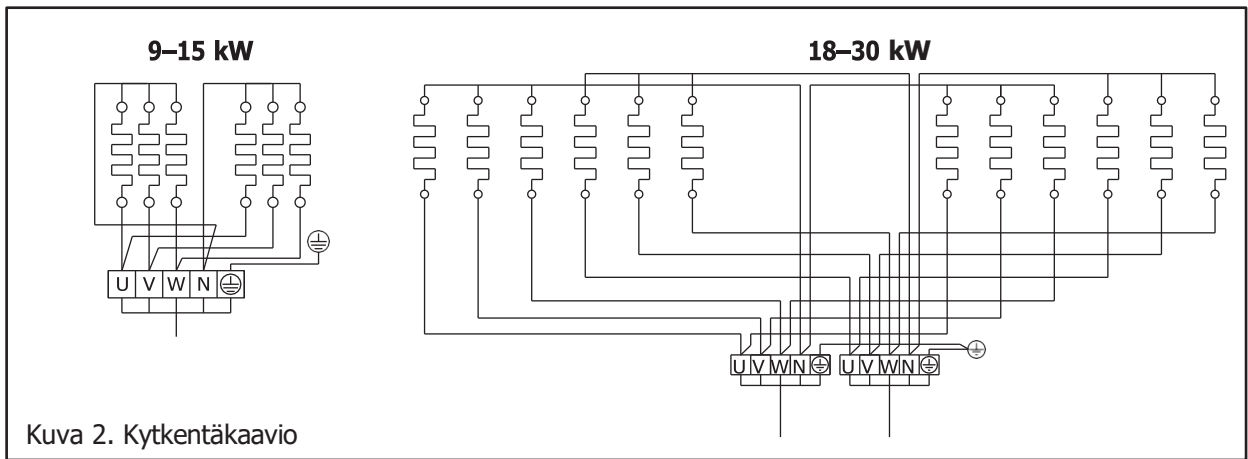 9–15 kW
18–30 kW
U V W N
U V W N U V W N
Kuva 2. Kytkentäkaavio